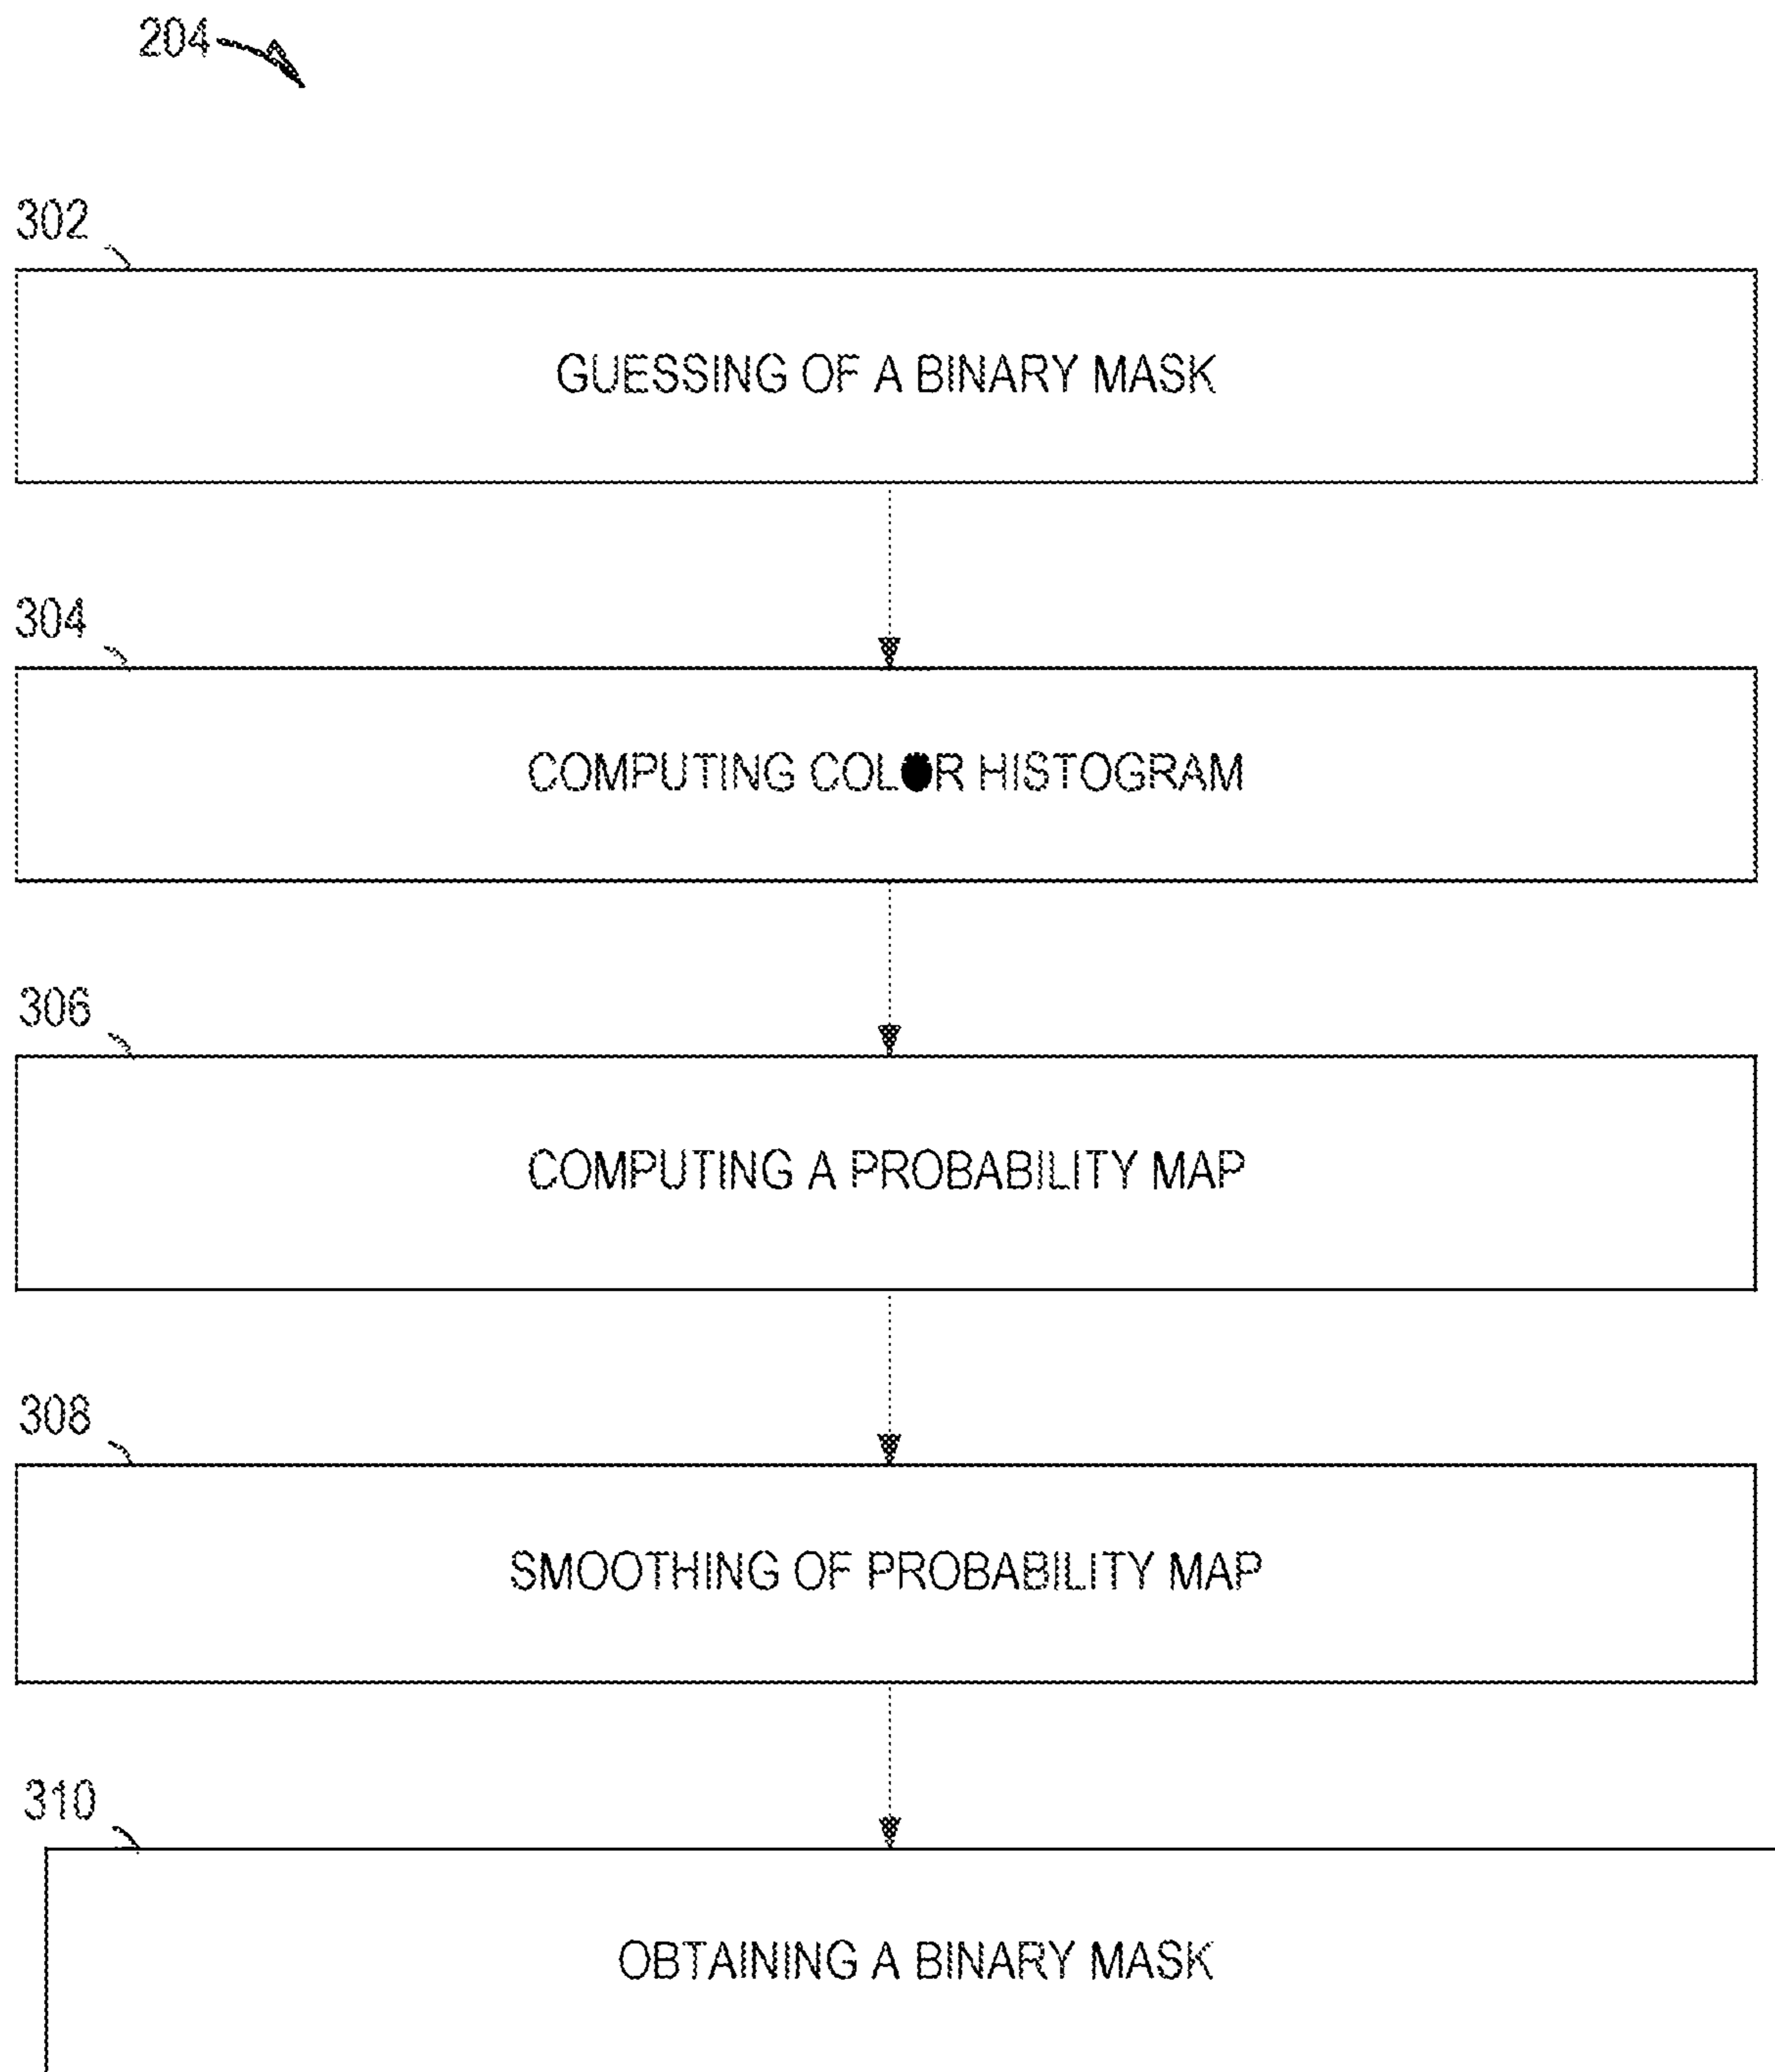 204
302
GUESSING OF A BINARY MASK
304
COMPUTING COLOR HISTOGRAM
306
COMPUTING A PROBABILITY MAP
308
SMOOTHING OF PROBABILITY MAP
310
OBTAINING A BINARY MASK